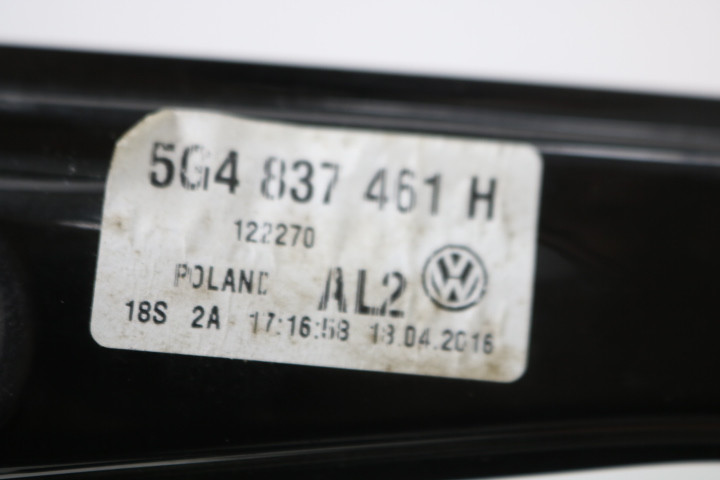 5G4 837 461 H
122270
POLAND AL2
18S 2A 17:16:58 18.04.2016